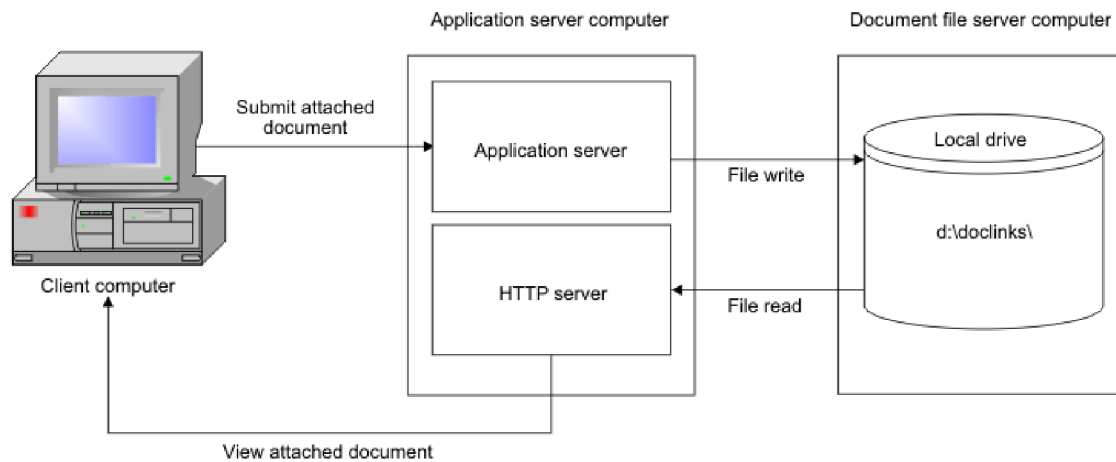 Application server computer
Document file server computer
Submit attached
document
Application server
File write
Local drive
d:\doclinks\
HTTP server
File read
Client computer
View attached document